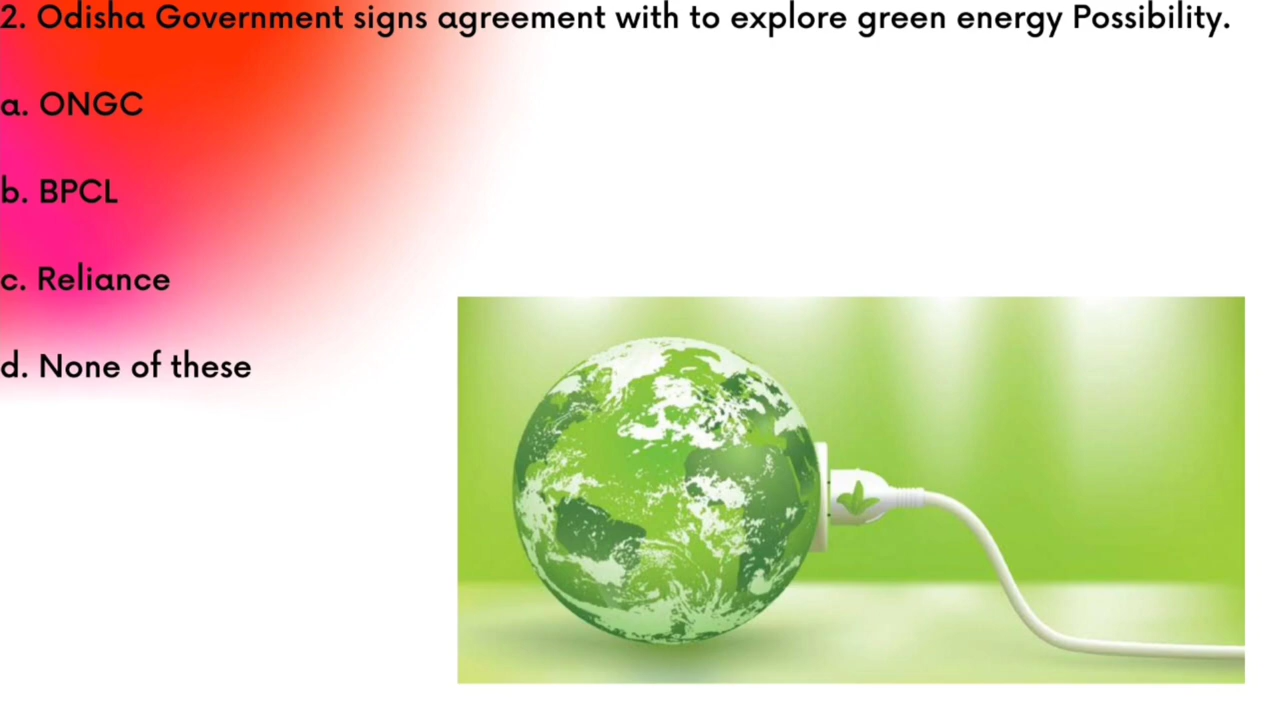 2. Odisha Government signs agreement with to explore green energy Possibility.
a. ONGC
b. BPCL
c. Reliance
d. None of these